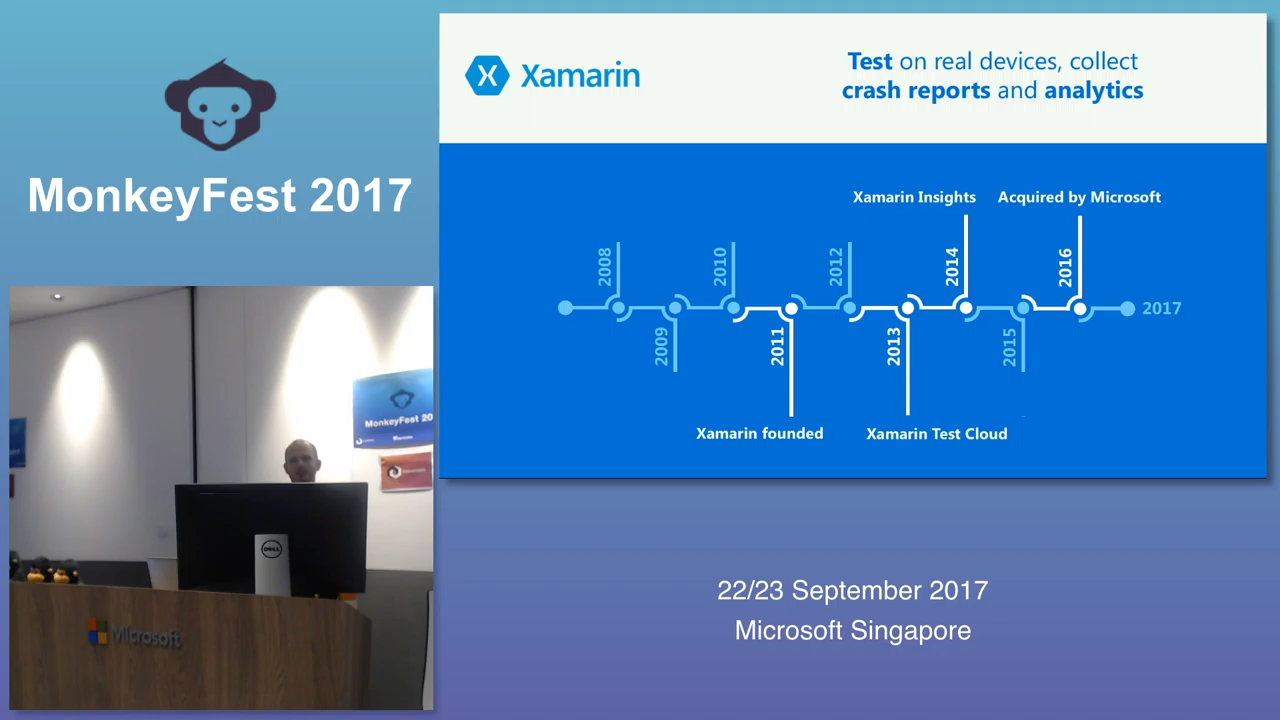 MonkeyFest 2017
Xamarin
Test on real devices, collect
crash reports and analytics
Xamarin Insights
Acquired by Microsoft
2008
2010
2012
2014
2016
2017
2009
2011
2013
2015
Xamarin founded
Xamarin Test Cloud
MonkeyFest 20
DELL
Microsoft
22/23 September 2017
Microsoft Singapore